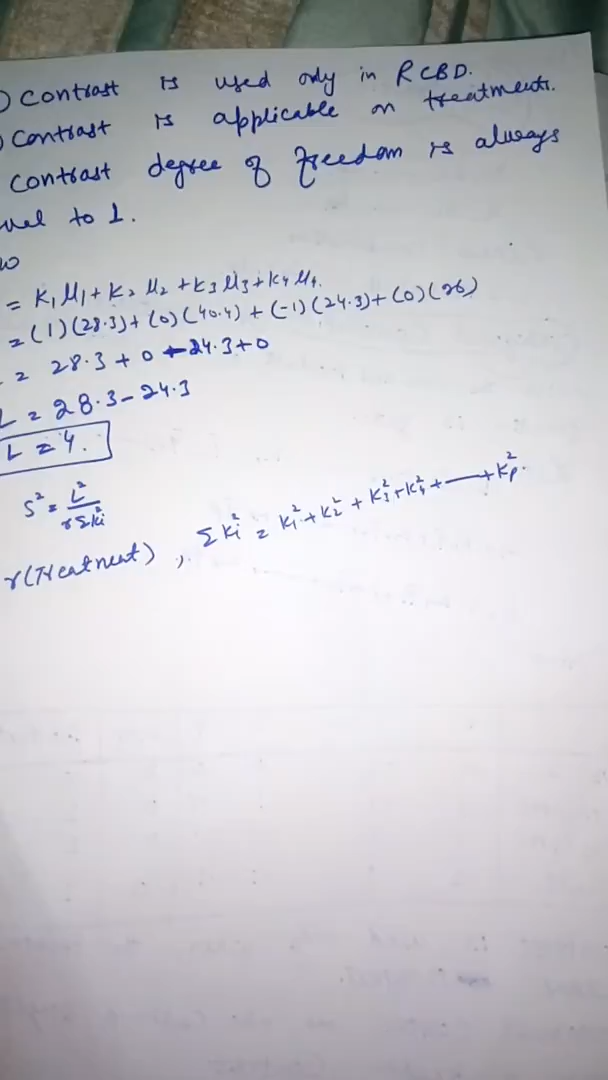 ) Contrast is used only in RCBD.
) Contrast is applicable on treatments.
Contrast degree of freedom is always
ual to 1.
= K₁μ₁ + K₂ μ₂ + K₃ μ₃ + K₄ μ₄
= (1)(28.3) + (0)(40.4) + (-1)(24.3) + (0)(26)
= 28.3 + 0 - 24.3 + 0
L = 28.3 - 24.3
L = 4.
S² = L² / rΣki²
r(Treatment), Σki² = k₁² + k₂² + k₃² + k₄² + — + kp².